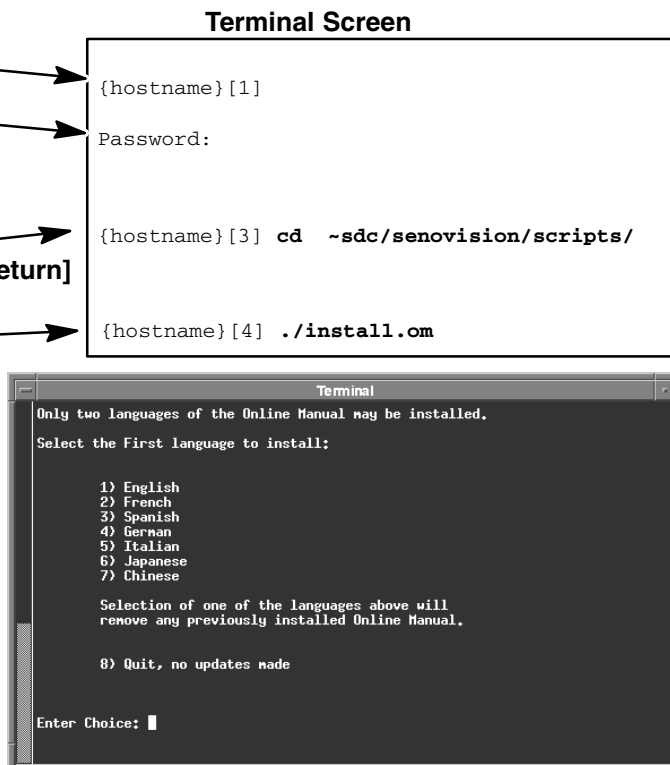 Terminal Screen
{hostname}[1]
Password:
{hostname}[3] cd ~sdc/senovision/scripts/
eturn]
{hostname}[4] ./install.om
Terminal
Only two languages of the Online Manual may be installed.
Select the First language to install:
1) English
2) French
3) Spanish
4) German
5) Italian
6) Japanese
7) Chinese
Selection of one of the languages above will
remove any previously installed Online Manual.
8) Quit, no updates made
Enter Choice: